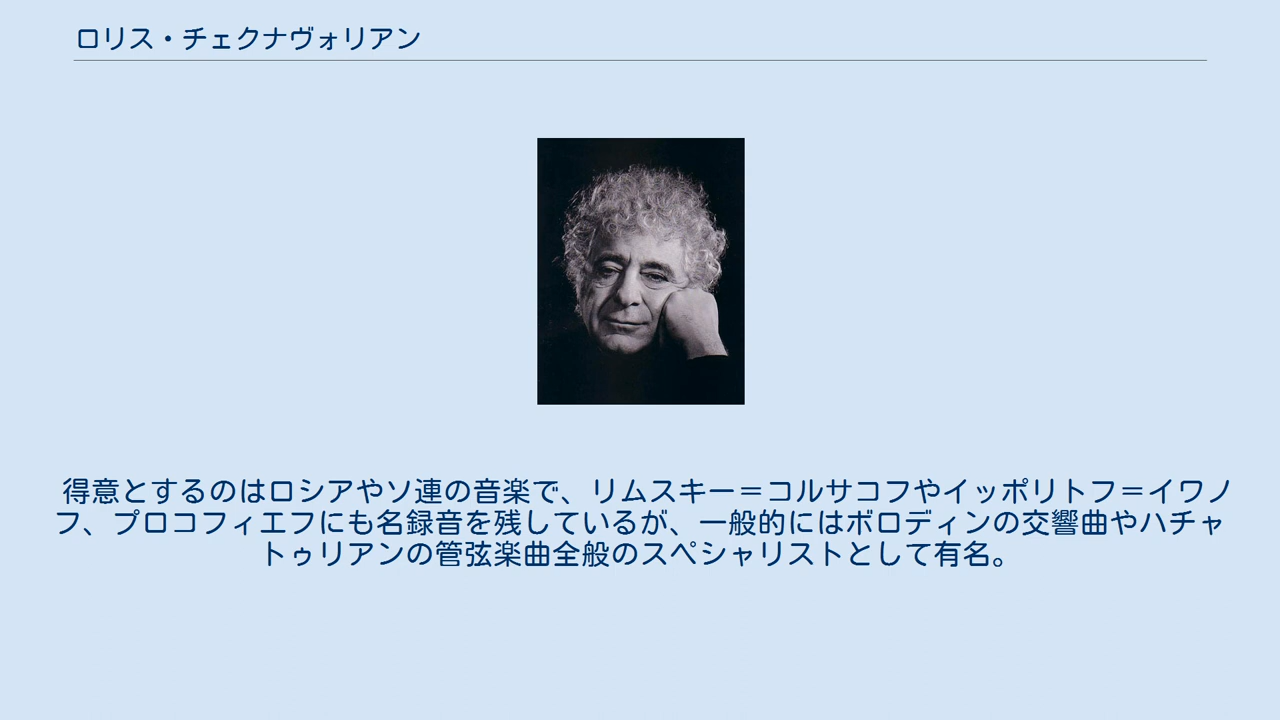 ロリス・チェクナヴォリアン
得意とするのはロシアやソ連の音楽で、リムスキー＝コルサコフやイッポリトフ＝イワノ
フ、プロコフィエフにも名録音を残しているが、一般的にはボロディンの交響曲やハチャ
トゥリアンの管弦楽曲全般のスペシャリストとして有名。